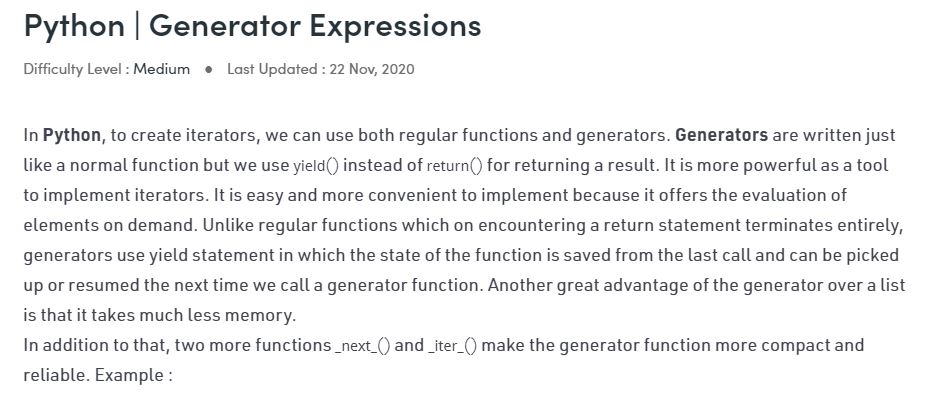 Python | Generator Expressions
Difficulty Level : Medium ● Last Updated : 22 Nov, 2020
In Python, to create iterators, we can use both regular functions and generators. Generators are written just
like a normal function but we use yield() instead of return() for returning a result. It is more powerful as a tool
to implement iterators. It is easy and more convenient to implement because it offers the evaluation of
elements on demand. Unlike regular functions which on encountering a return statement terminates entirely,
generators use yield statement in which the state of the function is saved from the last call and can be picked
up or resumed the next time we call a generator function. Another great advantage of the generator over a list
is that it takes much less memory.
In addition to that, two more functions _next_() and _iter_() make the generator function more compact and
reliable. Example :